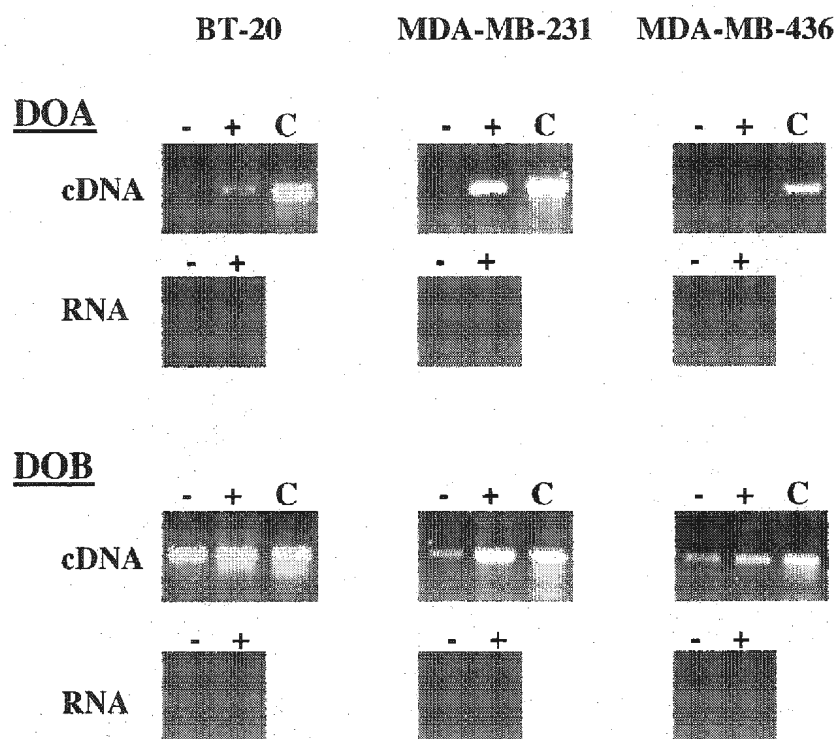 BT-20 MDA-MB-231 MDA-MB-436
DOA
- + C - + C - + C
cDNA
- + - + - +
RNA
DOB
- + C - + C - + C
cDNA
- + - + - +
RNA